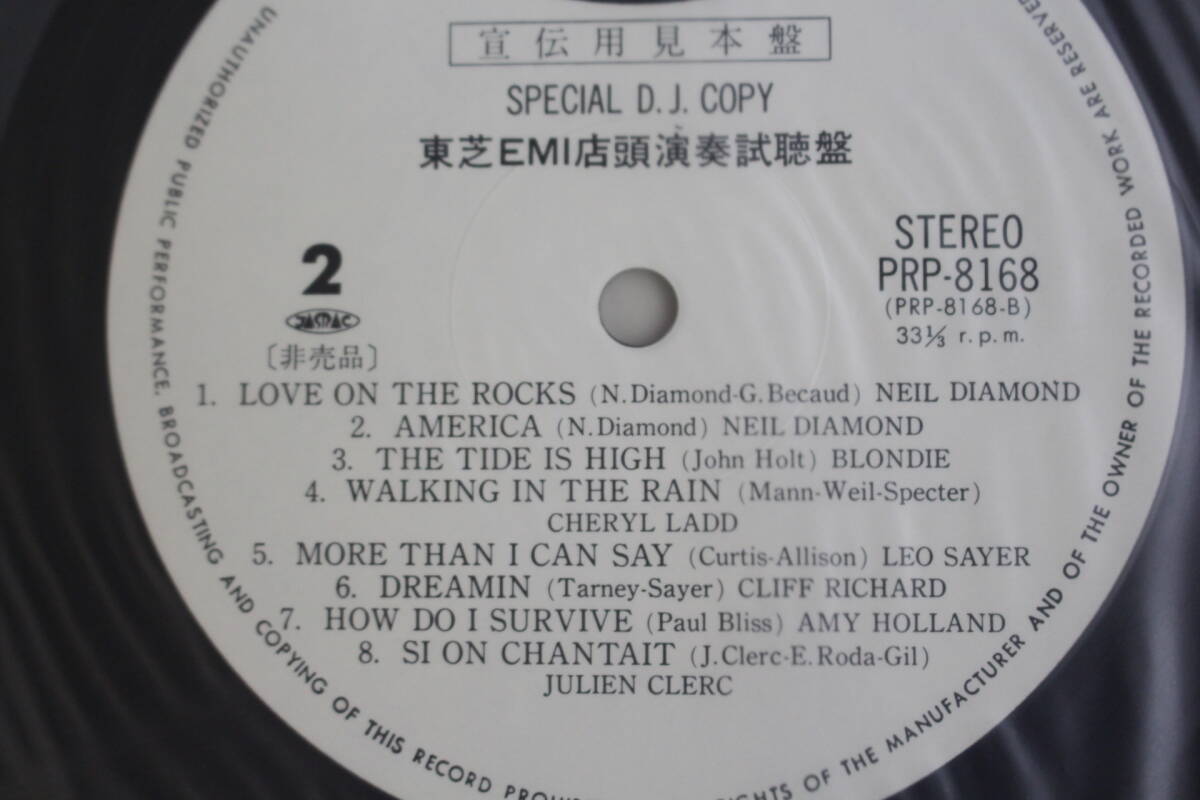 宣伝用見本盤
SPECIAL D.J. COPY
東芝EMI店頭演奏試聴盤
2
JASRAC
〔非売品〕
STEREO
PRP-8168
(PRP-8168-B)
33⅓ r.p.m.
1. LOVE ON THE ROCKS (N.Diamond-G.Becaud) NEIL DIAMOND
2. AMERICA (N.Diamond) NEIL DIAMOND
3. THE TIDE IS HIGH (John Holt) BLONDIE
4. WALKING IN THE RAIN (Mann-Weil-Specter)
CHERYL LADD
5. MORE THAN I CAN SAY (Curtis-Allison) LEO SAYER
6. DREAMIN (Tarney-Sayer) CLIFF RICHARD
7. HOW DO I SURVIVE (Paul Bliss) AMY HOLLAND
8. SI ON CHANTAIT (J.Clerc-E.Roda-Gil)
JULIEN CLERC
UNAUTHORIZED PUBLIC PERFORMANCE, BROADCASTING AND COPYING OF THIS RECORD
OF THE MANUFACTURER AND OF THE OWNER OF THE RECORDED WORK ARE